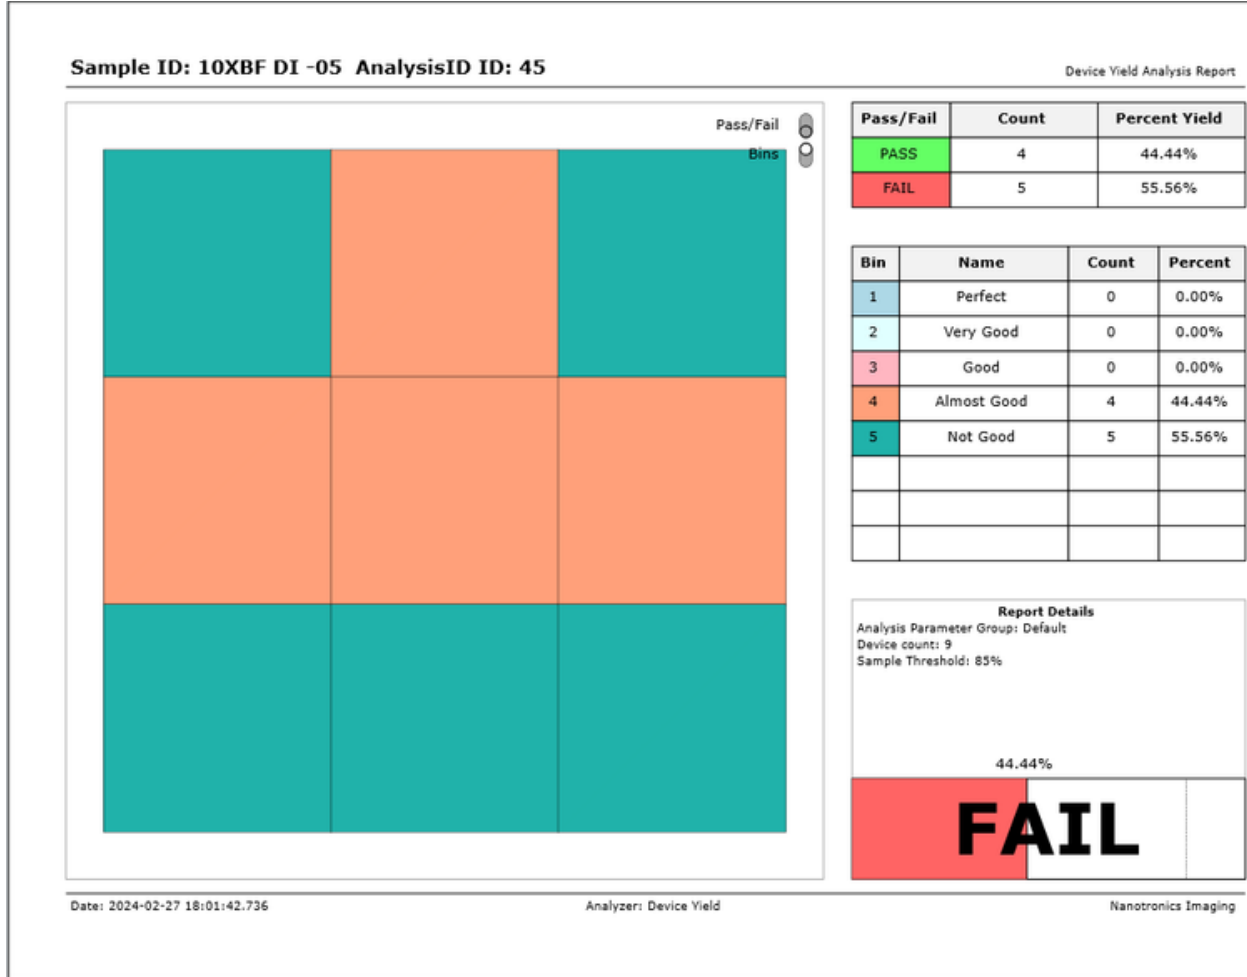 Sample ID: 10XBF DI -05 AnalysisID ID: 45
Device Yield Analysis Report
Pass/Fail
Bins
Pass/Fail Count Percent Yield
PASS 4 44.44%
FAIL 5 55.56%
Bin Name Count Percent
1 Perfect 0 0.00%
2 Very Good 0 0.00%
3 Good 0 0.00%
4 Almost Good 4 44.44%
5 Not Good 5 55.56%
Report Details
Analysis Parameter Group: Default
Device count: 9
Sample Threshold: 85%
44.44%
FAIL
Date: 2024-02-27 18:01:42.736
Analyzer: Device Yield
Nanotronics Imaging